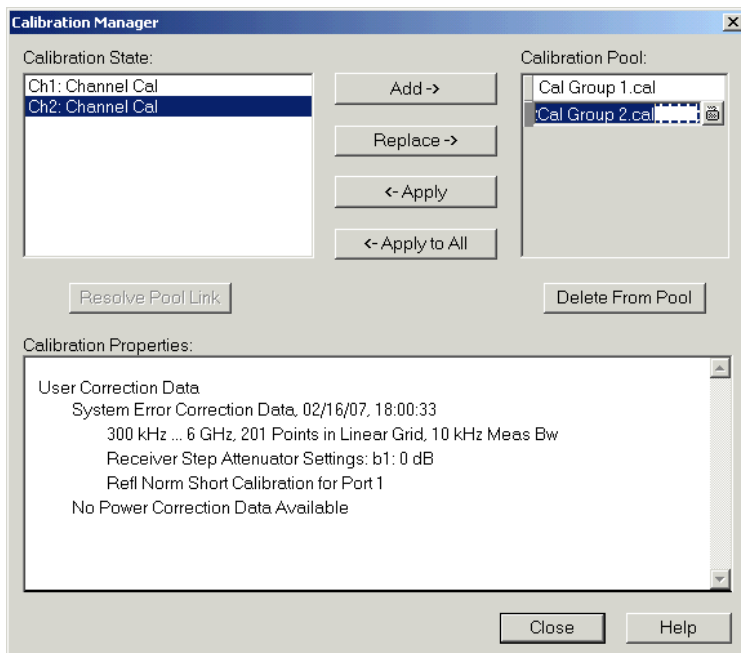 Calibration Manager
Calibration State:
Calibration Pool:
Ch1: Channel Cal
Ch2: Channel Cal
Add ->
Replace ->
<- Apply
<- Apply to All
Cal Group 1.cal
Cal Group 2.cal
Resolve Pool Link
Delete From Pool
Calibration Properties:
User Correction Data
System Error Correction Data, 02/16/07, 18:00:33
300 kHz ... 6 GHz, 201 Points in Linear Grid, 10 kHz Meas Bw
Receiver Step Attenuator Settings: b1: 0 dB
Refl Norm Short Calibration for Port 1
No Power Correction Data Available
Close
Help